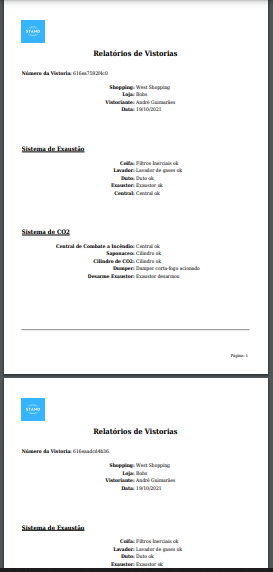 STAND
Relatórios de Vistorias
Número da Vistoria:
Shopping: West Shopping
Loja: Bobs
Vistoriante: André Guimarães
Data: 19/10/2021
Sistema de Exaustão
Coifa: Filtros Inerciais ok
Lavador: Lavador de gases ok
Duto: Duto ok
Exaustor: Exaustor ok
Central: Central ok
Sistema de CO2
Central de Combate a Incêndio: Central ok
Saponaceo: Cilindro ok
Cilindro de CO2: Cilindro ok
Damper: Damper corta-fogo acionado
Desarme Exaustor: Exaustor desarmou
Página: 1
STAND
Relatórios de Vistorias
Número da Vistoria:
Shopping: West Shopping
Loja: Bobs
Vistoriante: André Guimarães
Data: 19/10/2021
Sistema de Exaustão
Coifa: Filtros Inerciais ok
Lavador: Lavador de gases ok
Duto: Duto ok
Exaustor: Exaustor ok